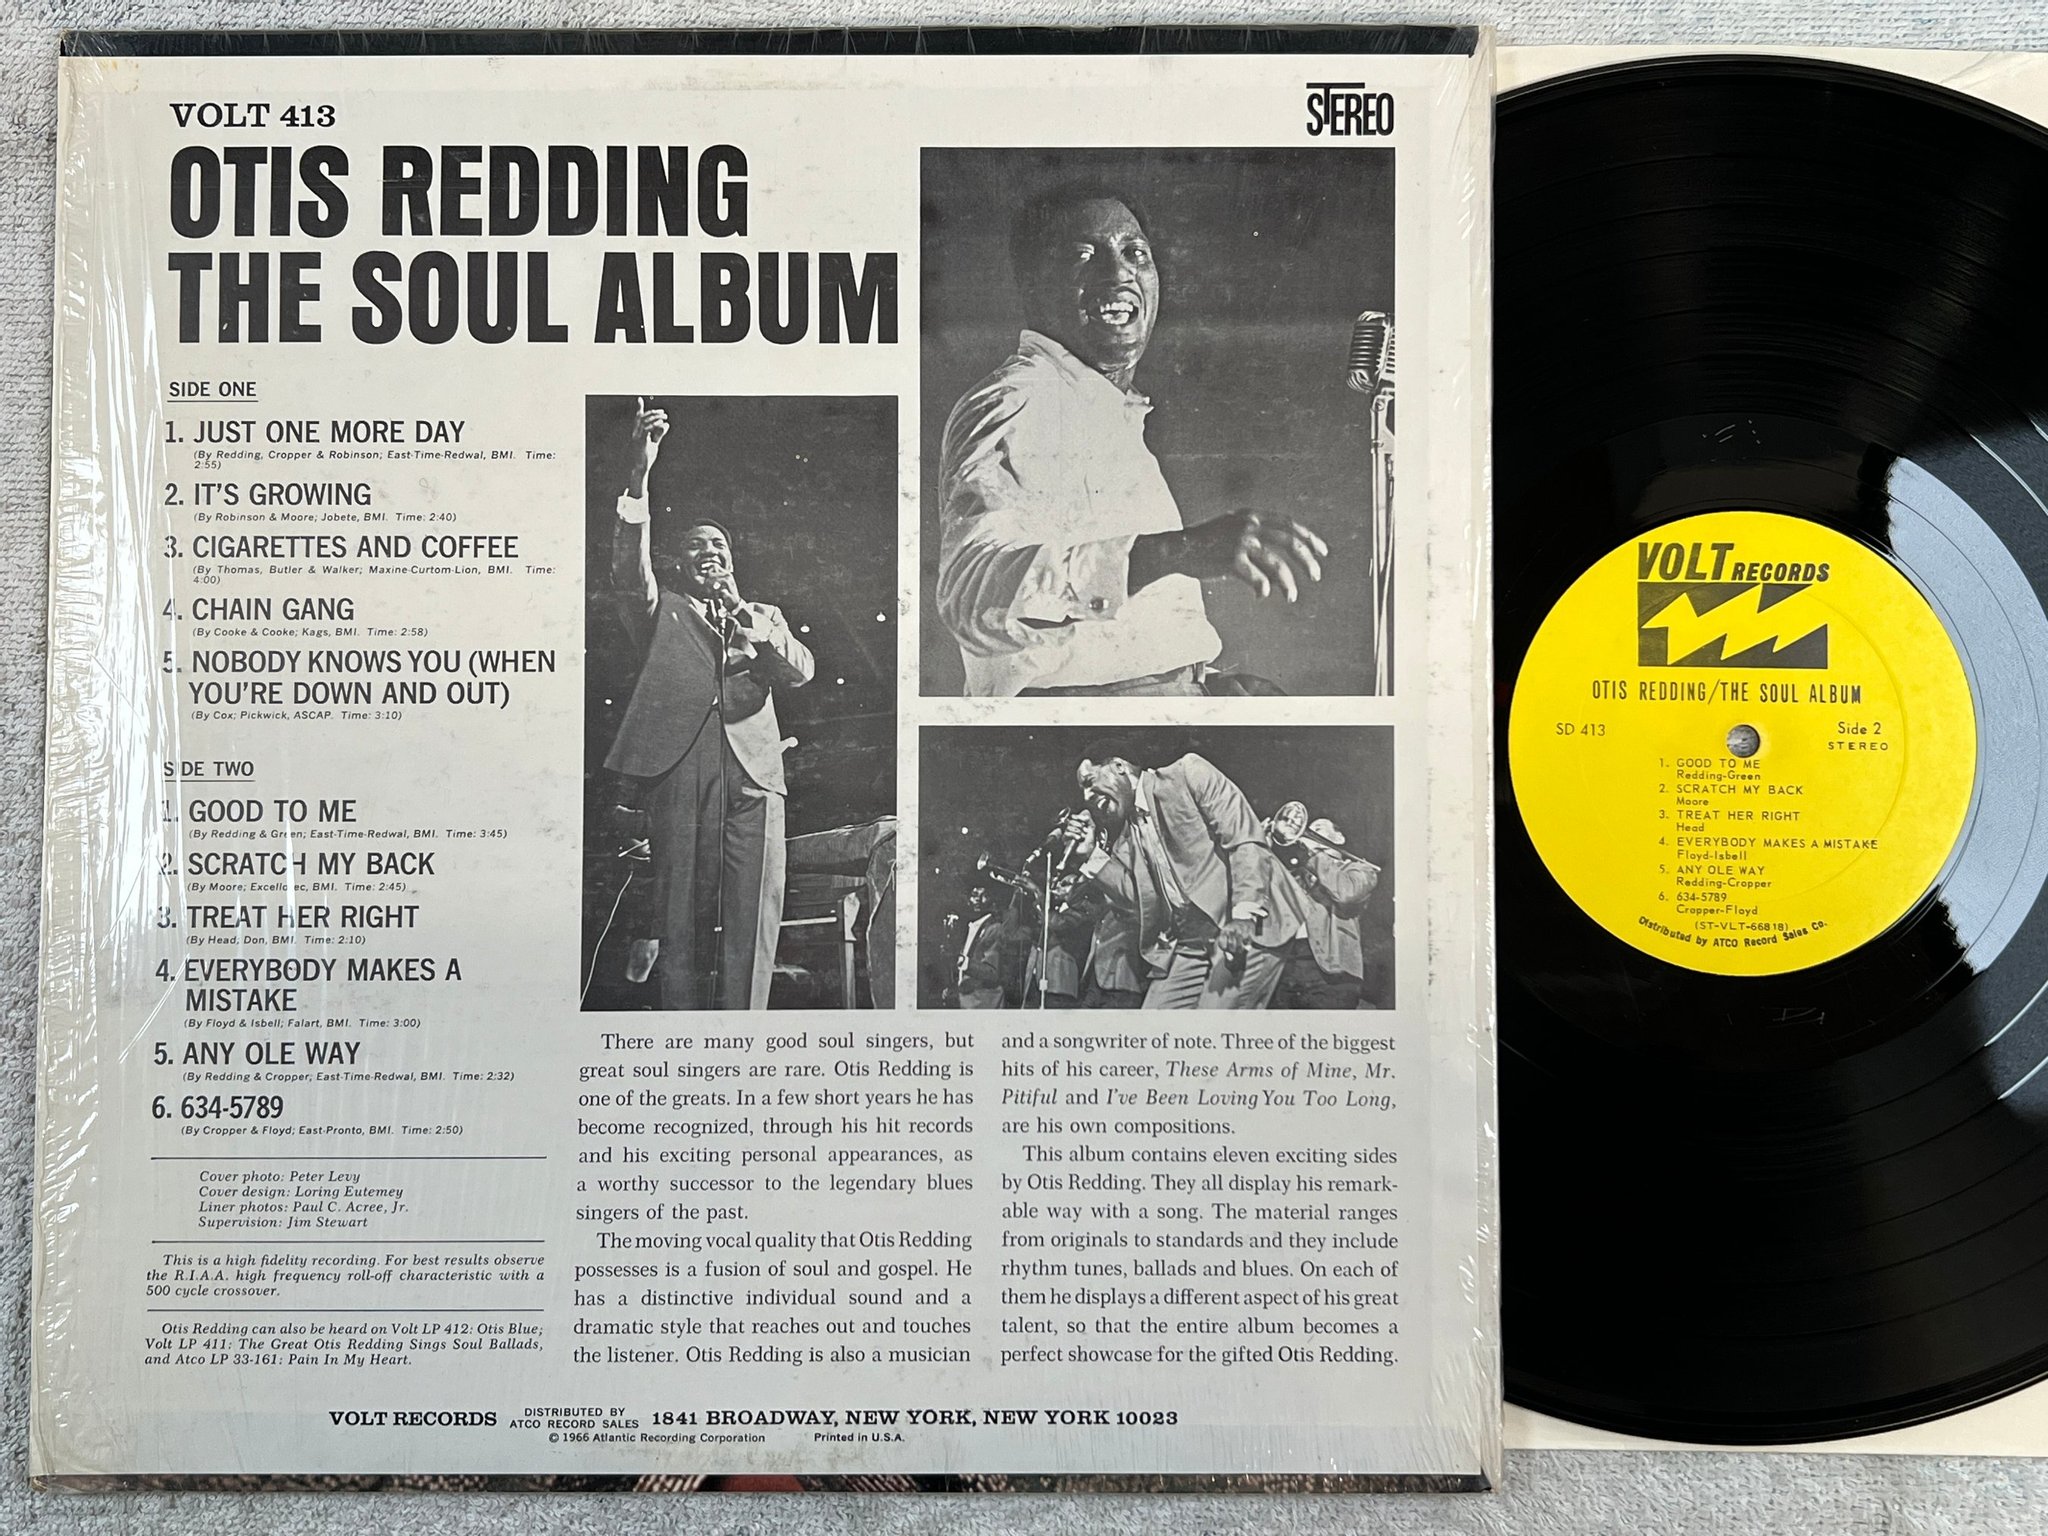 VOLT 413
STEREO
OTIS REDDING
THE SOUL ALBUM
SIDE ONE
1. JUST ONE MORE DAY
(By Redding, Cropper & Robinson; East-Time-Redwal, BMI. Time:
2:55)
2. IT'S GROWING
(By Robinson & Moore; Jobete, BMI. Time: 2:40)
3. CIGARETTES AND COFFEE
(By Thomas, Butler & Walker; Maxine-Curtom-Lion, BMI. Time:
4:00)
4. CHAIN GANG
(By Cooke & Cooke; Kags, BMI. Time: 2:58)
5. NOBODY KNOWS YOU (WHEN
YOU'RE DOWN AND OUT)
(By Cox; Pickwick, ASCAP. Time: 3:10)
SIDE TWO
1. GOOD TO ME
(By Redding & Green; East-Time-Redwal, BMI. Time: 3:45)
2. SCRATCH MY BACK
(By Moore; Excellorec, BMI. Time: 2:45)
3. TREAT HER RIGHT
(By Head; Don, BMI. Time: 2:10)
4. EVERYBODY MAKES A
MISTAKE
(By Floyd & Isbell; Falart, BMI. Time: 3:00)
5. ANY OLE WAY
(By Redding & Cropper; East-Time-Redwal, BMI. Time: 2:32)
6. 634-5789
(By Cropper & Floyd; East-Pronto, BMI. Time: 2:50)
Cover photo: Peter Levy
Cover design: Loring Eutemey
Liner photos: Paul C. Acree, Jr.
Supervision: Jim Stewart
This is a high fidelity recording. For best results observe
the R.I.A.A. high frequency roll-off characteristic with a
500 cycle crossover.
Otis Redding can also be heard on Volt LP 412: Otis Blue;
Volt LP 411: The Great Otis Redding Sings Soul Ballads,
and Atco LP 33-161: Pain In My Heart.
There are many good soul singers, but
great soul singers are rare. Otis Redding is
one of the greats. In a few short years he has
become recognized, through his hit records
and his exciting personal appearances, as
a worthy successor to the legendary blues
singers of the past.
The moving vocal quality that Otis Redding
possesses is a fusion of soul and gospel. He
has a distinctive individual sound and a
dramatic style that reaches out and touches
the listener. Otis Redding is also a musician
and a songwriter of note. Three of the biggest
hits of his career, These Arms of Mine, Mr.
Pitiful and I've Been Loving You Too Long,
are his own compositions.
This album contains eleven exciting sides
by Otis Redding. They all display his remark-
able way with a song. The material ranges
from originals to standards and they include
rhythm tunes, ballads and blues. On each of
them he displays a different aspect of his great
talent, so that the entire album becomes a
perfect showcase for the gifted Otis Redding.
VOLT RECORDS DISTRIBUTED BY ATCO RECORD SALES 1841 BROADWAY, NEW YORK, NEW YORK 10023
© 1966 Atlantic Recording Corporation Printed in U.S.A.
VOLT RECORDS
OTIS REDDING/THE SOUL ALBUM
SD 413
Side 2
STEREO
1. GOOD TO ME
Redding-Green
2. SCRATCH MY BACK
Moore
3. TREAT HER RIGHT
Head
4. EVERYBODY MAKES A MISTAKE
Floyd-Isbell
5. ANY OLE WAY
Redding-Cropper
6. 634-5789
Cropper-Floyd
(ST-VLT-66818)
Distributed by ATCO Record Sales Co.